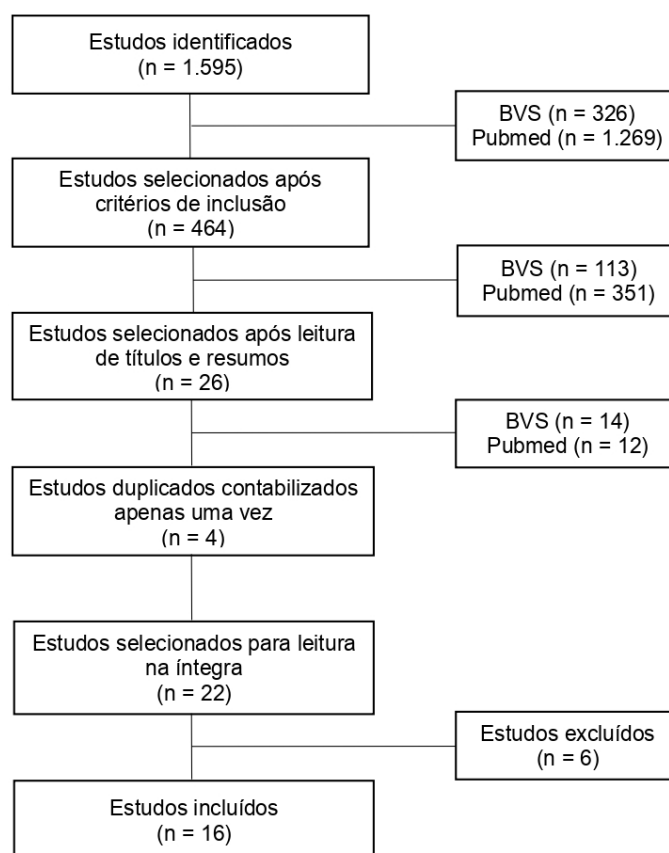 Estudos identificados
(n = 1.595)
BVS (n = 326)
Pubmed (n = 1.269)
Estudos selecionados após
critérios de inclusão
(n = 464)
BVS (n = 113)
Pubmed (n = 351)
Estudos selecionados após leitura
de títulos e resumos
(n = 26)
BVS (n = 14)
Pubmed (n = 12)
Estudos duplicados contabilizados
apenas uma vez
(n = 4)
Estudos selecionados para leitura
na íntegra
(n = 22)
Estudos excluídos
(n = 6)
Estudos incluídos
(n = 16)